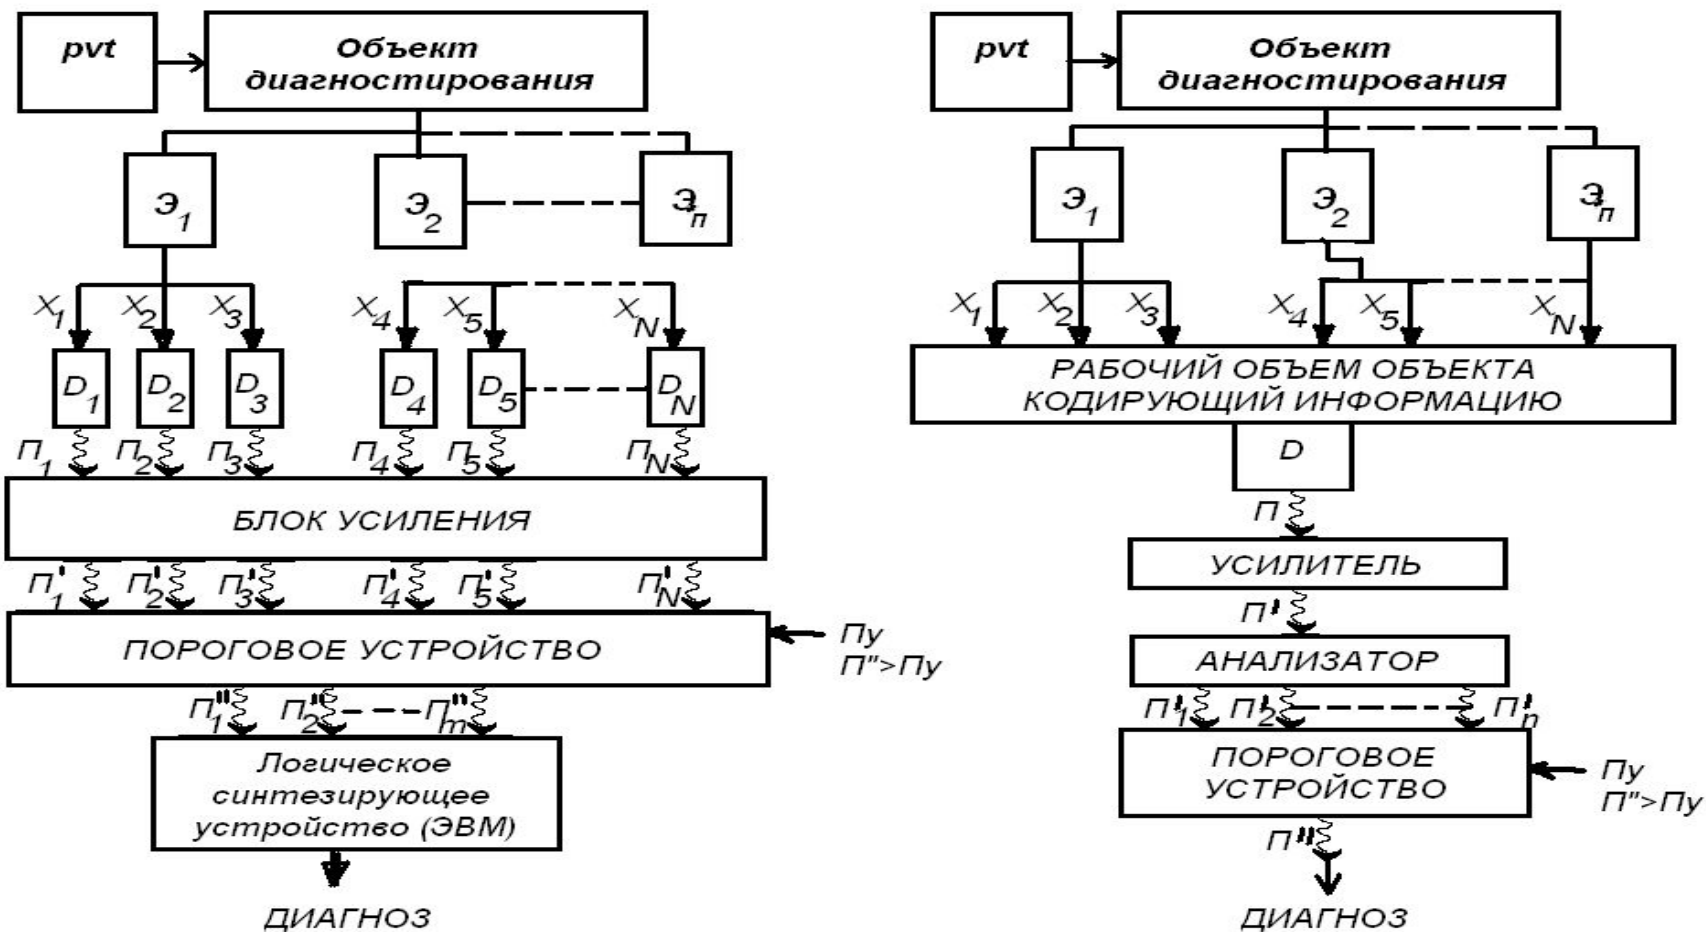 pvt
Объект
диагностирования
Э1
Э2
Эп
X1 X2 X3 X4 X5 XN
D1 D2 D3 D4 D5 DN
П1 П2 П3 П4 П5 ПN
БЛОК УСИЛЕНИЯ
П'1 П'2 П'3 П'4 П'5 П'N
ПОРОГОВОЕ УСТРОЙСТВО
Пу
П">Пу
П"1 П"2 П"m
Логическое
синтезирующее
устройство (ЭВМ)
ДИАГНОЗ
pvt
Объект
диагностирования
Э1
Э2
Эп
X1 X2 X3 X4 X5 XN
РАБОЧИЙ ОБЪЕМ ОБЪЕКТА
КОДИРУЮЩИЙ ИНФОРМАЦИЮ
D
П
УСИЛИТЕЛЬ
П'
АНАЛИЗАТОР
П'1 П'2 П'n
ПОРОГОВОЕ
УСТРОЙСТВО
Пу
П">Пу
П"
ДИАГНОЗ